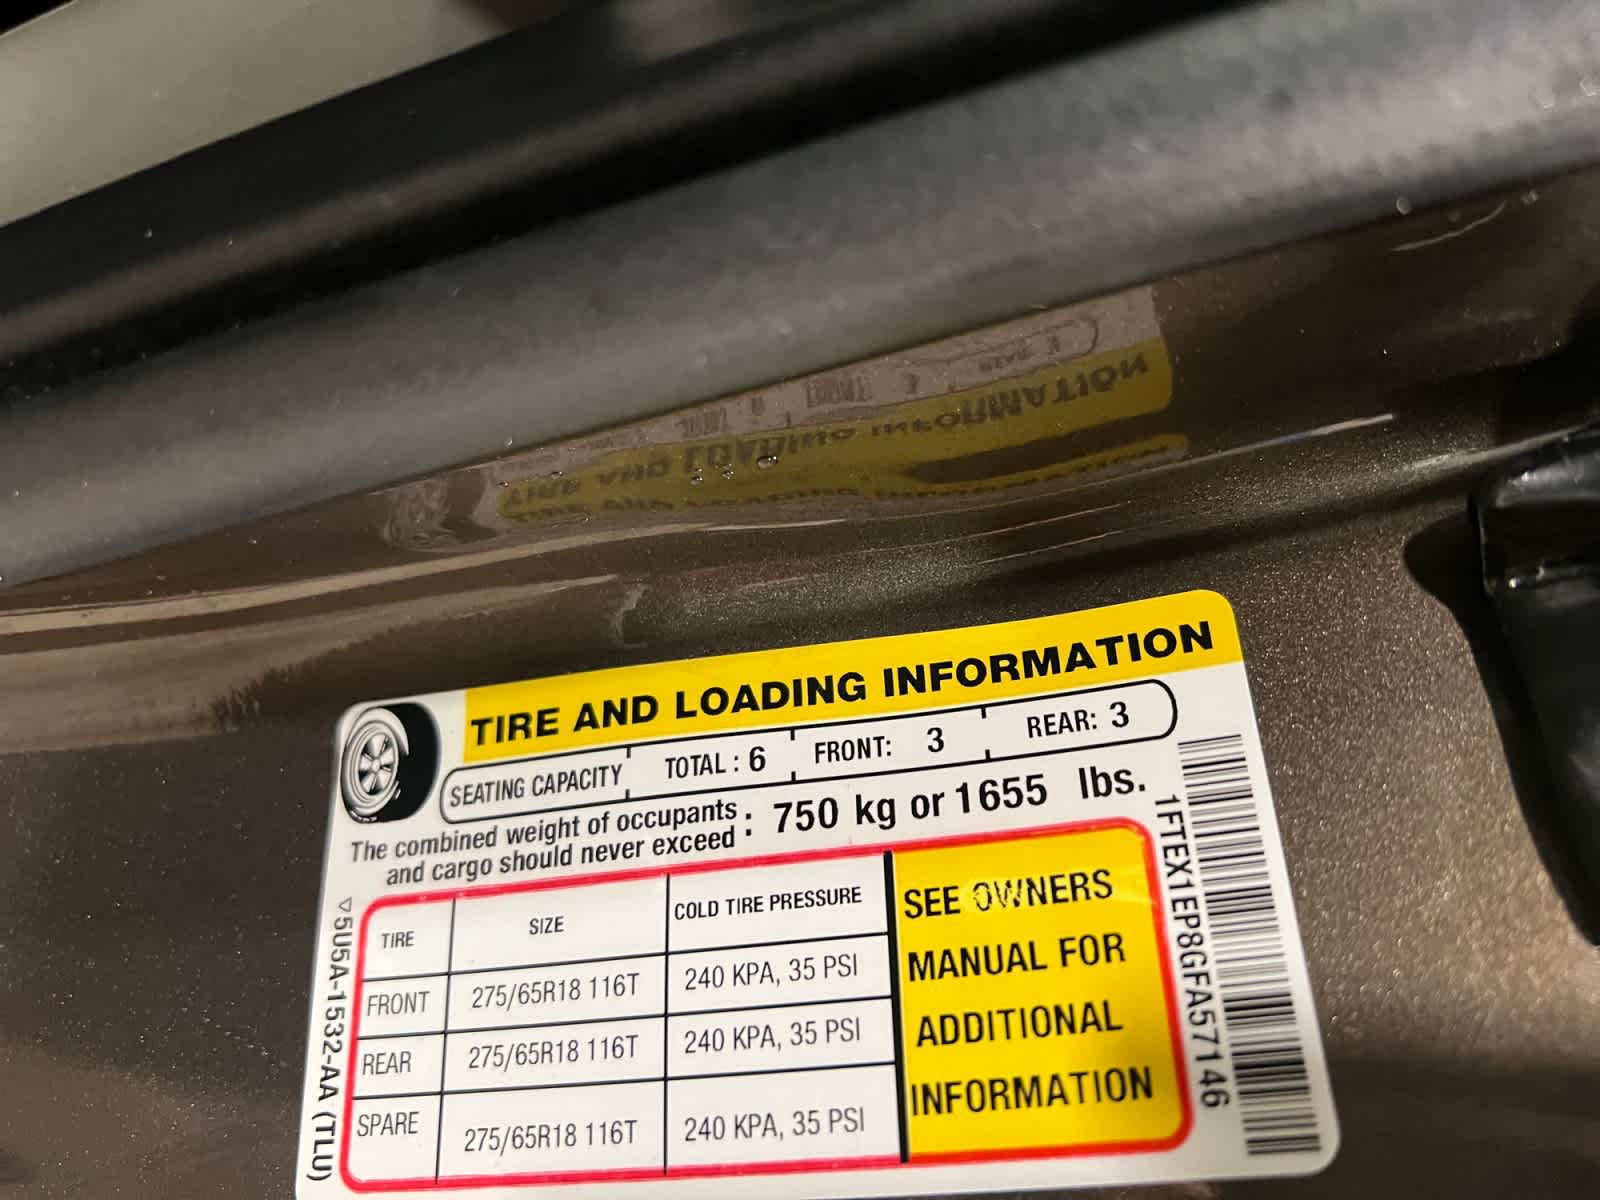 TIRE AND LOADING INFORMATION
SEATING CAPACITY TOTAL : 6 FRONT: 3 REAR: 3
The combined weight of occupants
and cargo should never exceed : 750 kg or 1655 lbs.
TIRE SIZE COLD TIRE PRESSURE
FRONT 275/65R18 116T 240 KPA, 35 PSI
REAR 275/65R18 116T 240 KPA, 35 PSI
SPARE 275/65R18 116T 240 KPA, 35 PSI
SEE OWNERS
MANUAL FOR
ADDITIONAL
INFORMATION
5U5A-1532-AA (TLU)
1FTEX1EP8GFA57146